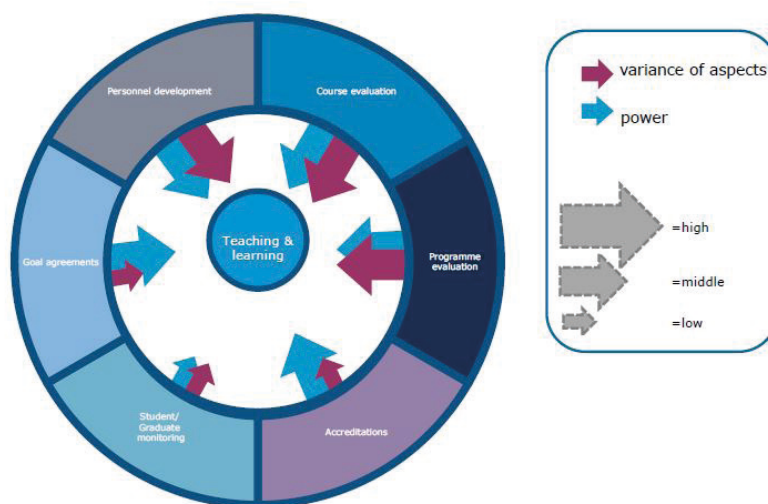 Personnel development
Course evaluation
Goal agreements
Teaching &
learning
Programme
evaluation
Student/
Graduate
monitoring
Accreditations
variance of aspects
power
=high
=middle
=low